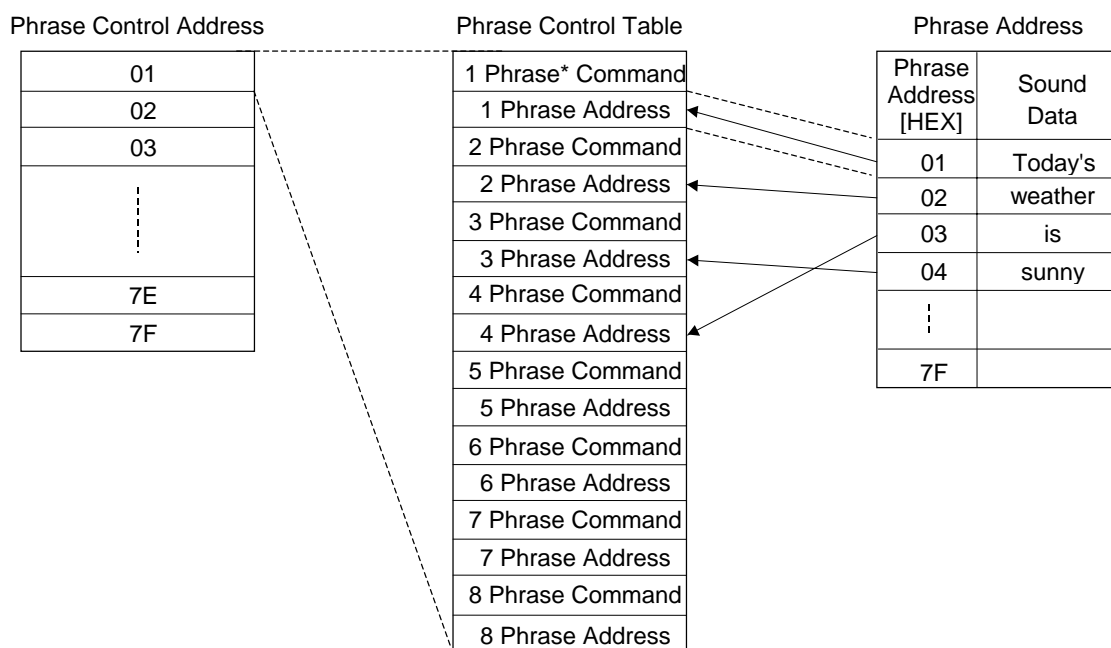 Phrase Control Address
01
02
03
7E
7F
Phrase Control Table
1 Phrase* Command
1 Phrase Address
2 Phrase Command
2 Phrase Address
3 Phrase Command
3 Phrase Address
4 Phrase Command
4 Phrase Address
5 Phrase Command
5 Phrase Address
6 Phrase Command
6 Phrase Address
7 Phrase Command
7 Phrase Address
8 Phrase Command
8 Phrase Address
Phrase Address
Phrase
Address
[HEX]
Sound
Data
01 Today's
02 weather
03 is
04 sunny
7F